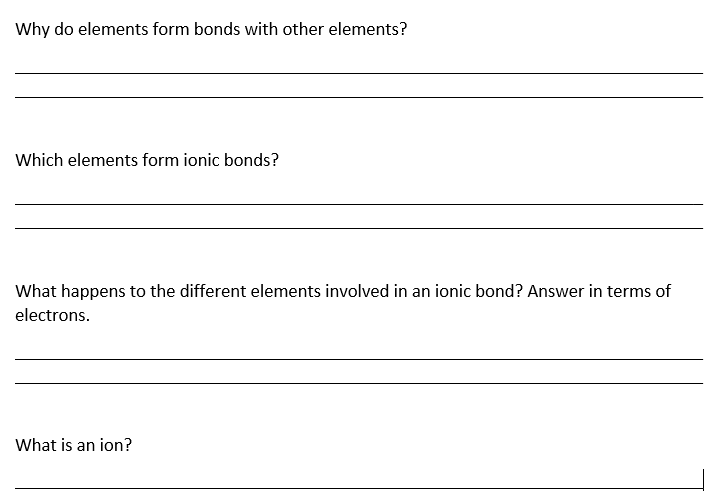 Why do elements form bonds with other elements?
Which elements form ionic bonds?
What happens to the different elements involved in an ionic bond? Answer in terms of
electrons.
What is an ion?